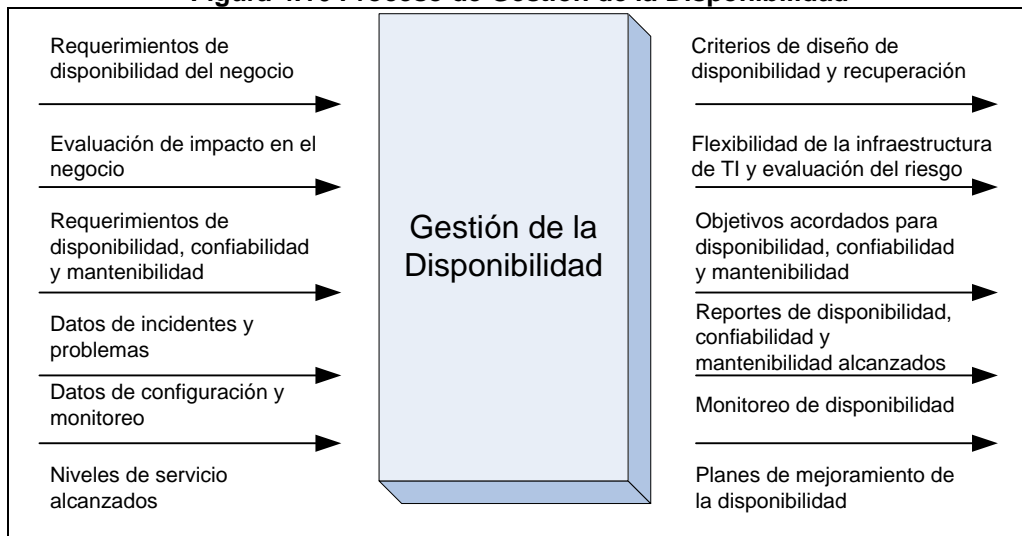 Requerimientos de
disponibilidad del negocio
Evaluación de impacto en el
negocio
Requerimientos de
disponibilidad, confiabilidad
y mantenibilidad
Datos de incidentes y
problemas
Datos de configuración y
monitoreo
Niveles de servicio
alcanzados
Gestión de la
Disponibilidad
Criterios de diseño de
disponibilidad y recuperación
Flexibilidad de la infraestructura
de TI y evaluación del riesgo
Objetivos acordados para
disponibilidad, confiabilidad
y mantenibilidad
Reportes de disponibilidad,
confiabilidad y
mantenibilidad alcanzados
Monitoreo de disponibilidad
Planes de mejoramiento de
la disponibilidad